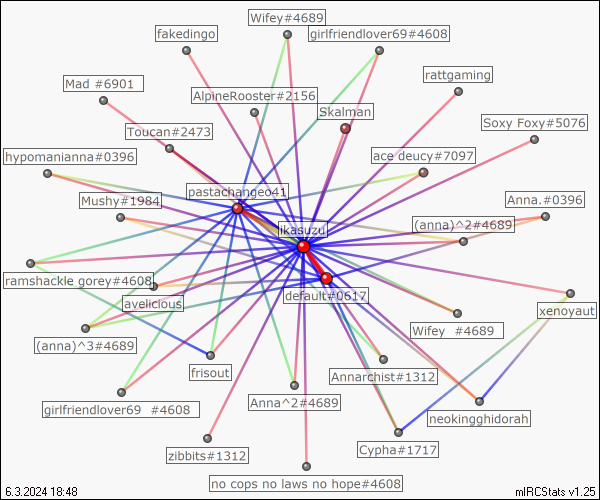 Wifey#4689
fakedingo
girlfriendlover69#4608
rattgaming
Mad #6901
AlpineRooster#2156
Skalman
Soxy Foxy#5076
Toucan#2473
hypomanianna#0396
ace deucy#7097
pastachangeo41
Mushy#1984
Anna.#0396
(anna)^2#4689
ikasuzu
ramshackle gorey#4608
default#0617
avelicious
xenoyaut
Wifey  #4689
(anna)^3#4689
frisout
Annarchist#1312
girlfriendlover69  #4608
Anna^2#4689
neokingghidorah
Cypha#1717
zibbits#1312
no cops no laws no hope#4608
6.3.2024 18:48
mIRCStats v1.25